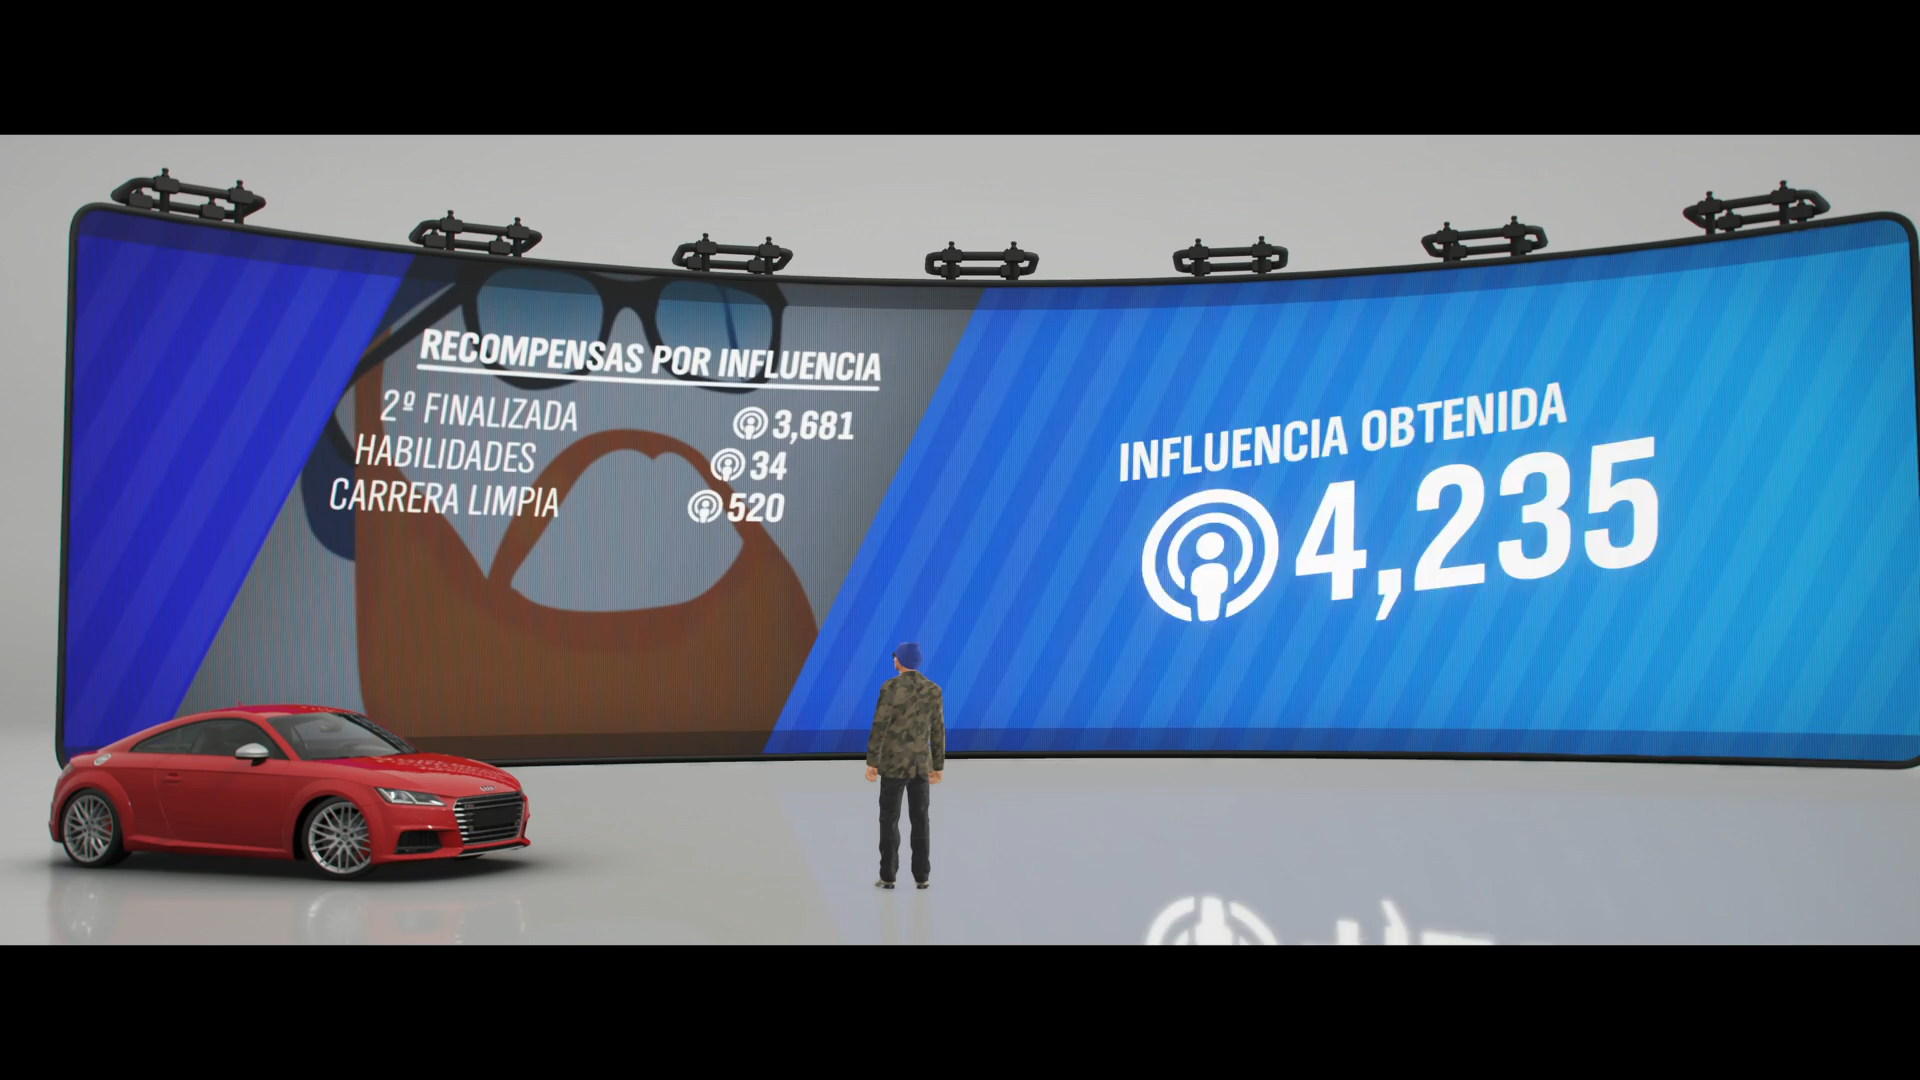 RECOMPENSAS POR INFLUENCIA
2º FINALIZADA 3,681
HABILIDADES 34
CARRERA LIMPIA 520
INFLUENCIA OBTENIDA
4,235